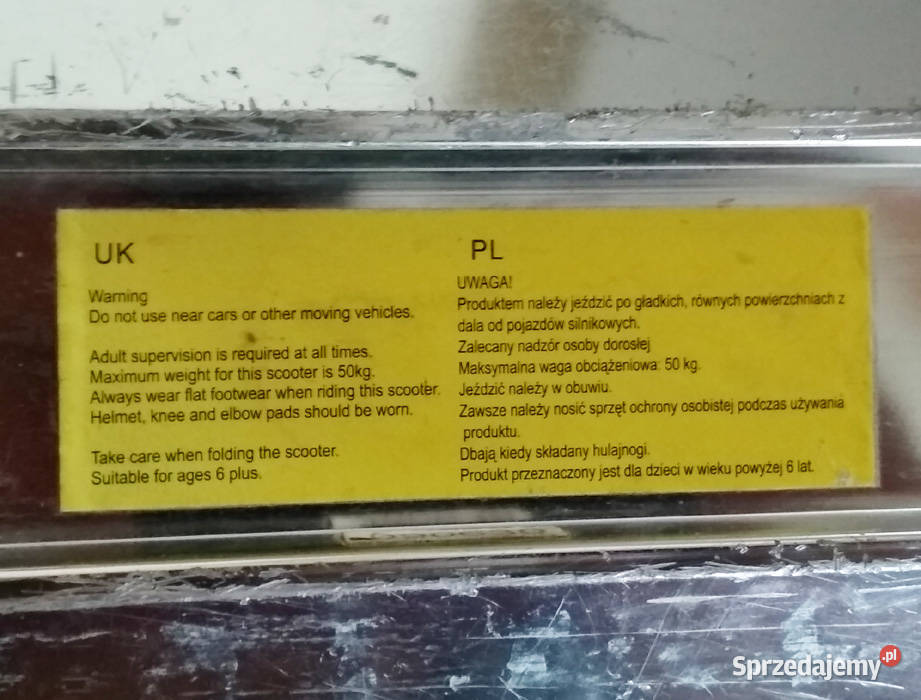 UK
Warning
Do not use near cars or other moving vehicles.
Adult supervision is required at all times.
Maximum weight for this scooter is 50kg.
Always wear flat footwear when riding this scooter.
Helmet, knee and elbow pads should be worn.
Take care when folding the scooter.
Suitable for ages 6 plus.
PL
UWAGA!
Produktem należy jeździć po gładkich, równych powierzchniach z
dala od pojazdów silnikowych.
Zalecany nadzór osoby dorosłej
Maksymalna waga obciążeniowa: 50 kg.
Jeździć należy w obuwiu.
Zawsze należy nosić sprzęt ochrony osobistej podczas używania
produktu.
Dbają kiedy składany hulajnogi.
Produkt przeznaczony jest dla dzieci w wieku powyżej 6 lat.
Sprzedajemy.pl